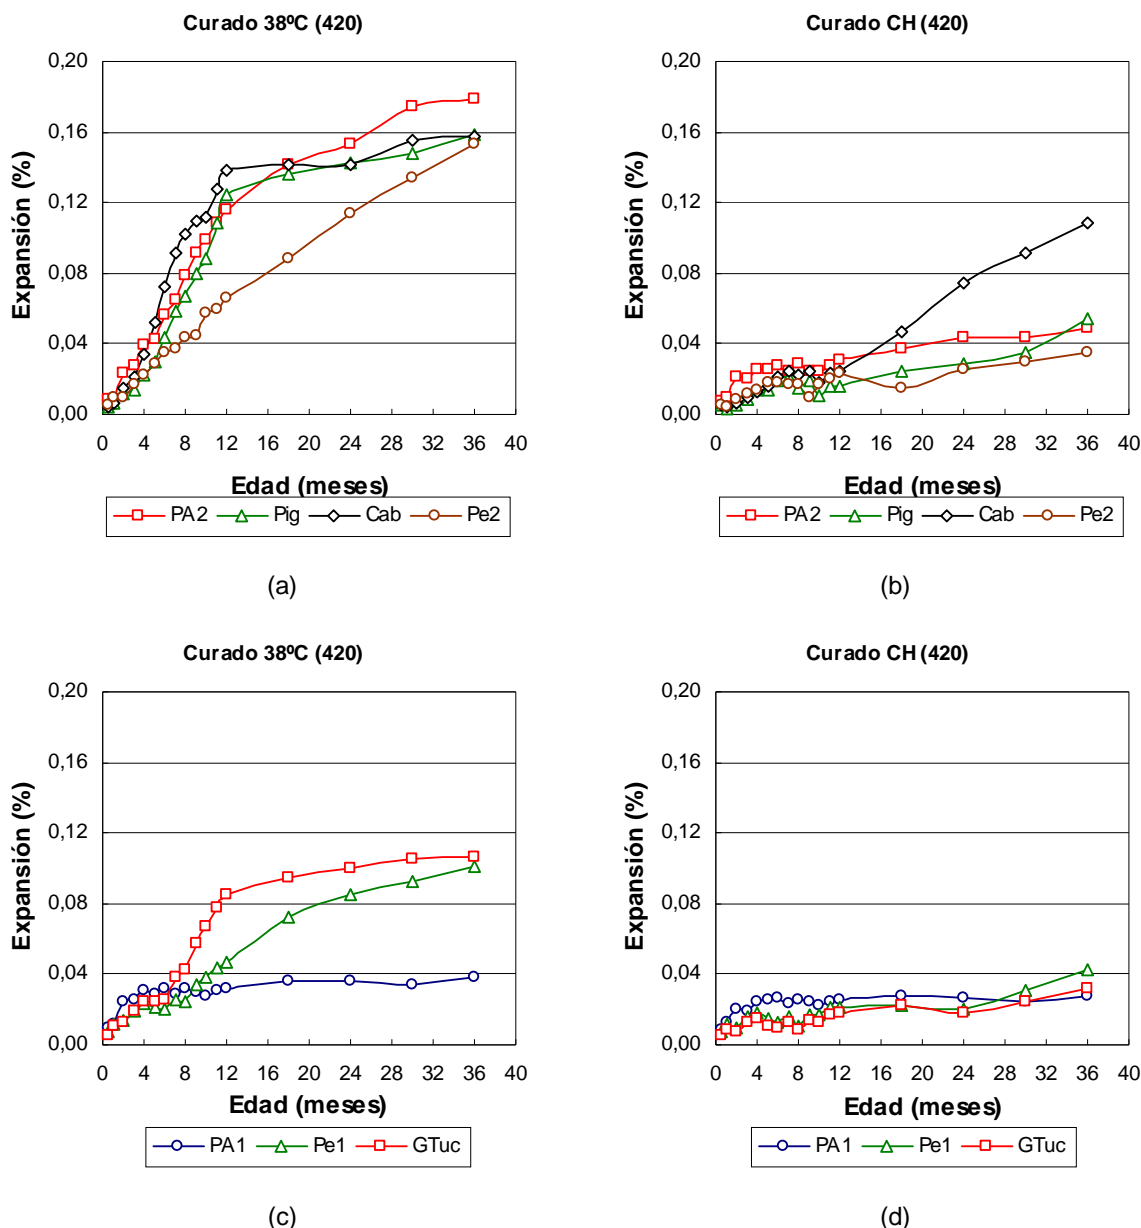 Curado 38ºC (420)
0,20
0,16
0,12
0,08
0,04
0,00
Expansión (%)
0 4 8 12 16 20 24 28 32 36 40
Edad (meses)
PA2 Pig Cab Pe2
(a)
Curado CH (420)
0,20
0,16
0,12
0,08
0,04
0,00
Expansión (%)
0 4 8 12 16 20 24 28 32 36 40
Edad (meses)
PA2 Pig Cab Pe2
(b)
Curado 38ºC (420)
0,20
0,16
0,12
0,08
0,04
0,00
Expansión (%)
0 4 8 12 16 20 24 28 32 36 40
Edad (meses)
PA1 Pe1 GTuc
(c)
Curado CH (420)
0,20
0,16
0,12
0,08
0,04
0,00
Expansión (%)
0 4 8 12 16 20 24 28 32 36 40
Edad (meses)
PA1 Pe1 GTuc
(d)